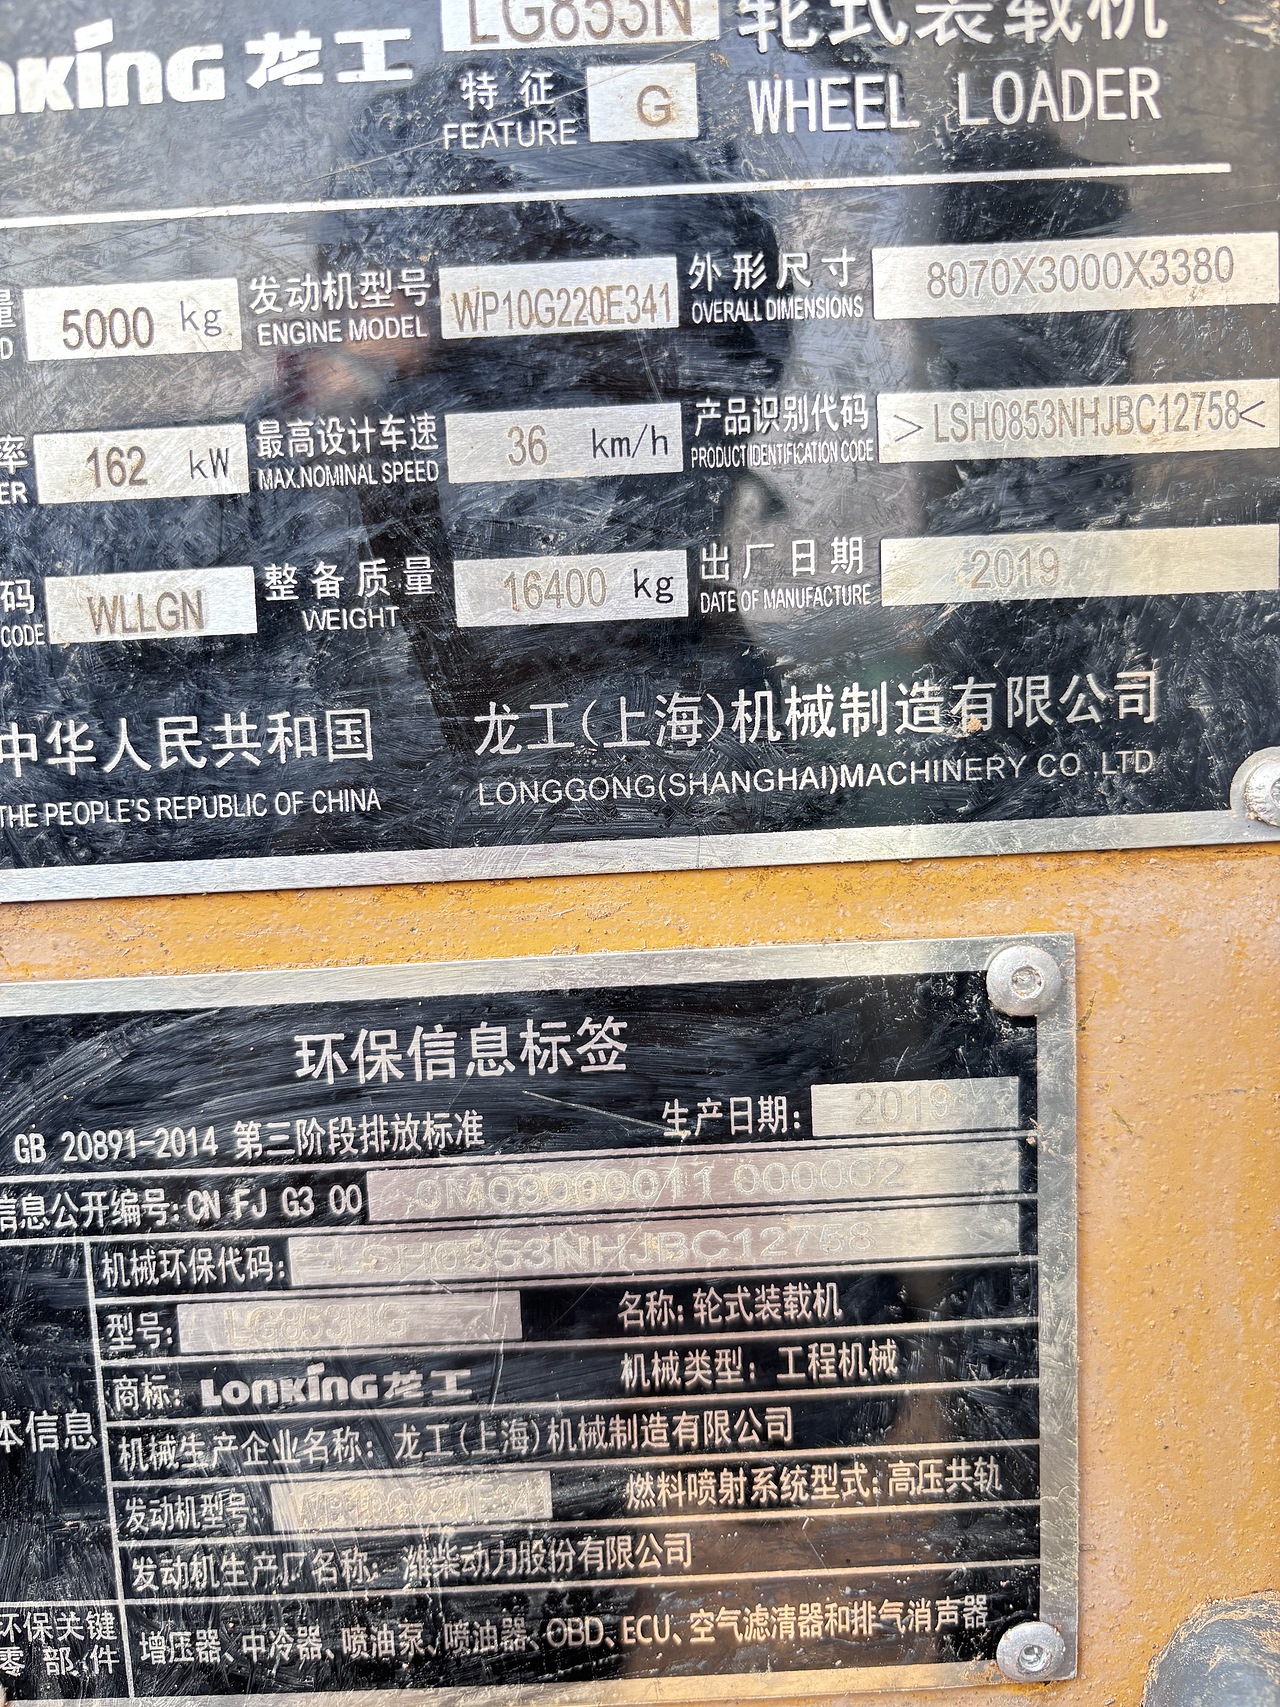 LonKing 龙工 LG853N 轮式装载机
特征 FEATURE G WHEEL LOADER
量 5000 kg 发动机型号 ENGINE MODEL WP10G220E341 外形尺寸 OVERALL DIMENSIONS 8070X3000X3380
率 162 kW 最高设计车速 MAX.NOMINAL SPEED 36 km/h 产品识别代码 PRODUCT IDENTIFICATION CODE >LSH0853NHJBC12758<
码 CODE WLLGN 整备质量 WEIGHT 16400 kg 出厂日期 DATE OF MANUFACTURE 2019
中华人民共和国 龙工(上海)机械制造有限公司
THE PEOPLE'S REPUBLIC OF CHINA LONGGONG(SHANGHAI)MACHINERY CO.,LTD
环保信息标签
GB 20891-2014 第三阶段排放标准 生产日期: 2019
信息公开编号: CN FJ G3 00
机械环保代码: LSH0853NHJBC12758
型号: 名称: 轮式装载机
商标: LonKing龙工 机械类型: 工程机械
本信息
机械生产企业名称: 龙工(上海)机械制造有限公司
发动机型号: 燃料喷射系统型式: 高压共轨
发动机生产厂名称: 潍柴动力股份有限公司
环保关键零部件 增压器、中冷器、喷油泵、喷油器、OBD、ECU、空气滤清器和排气消声器